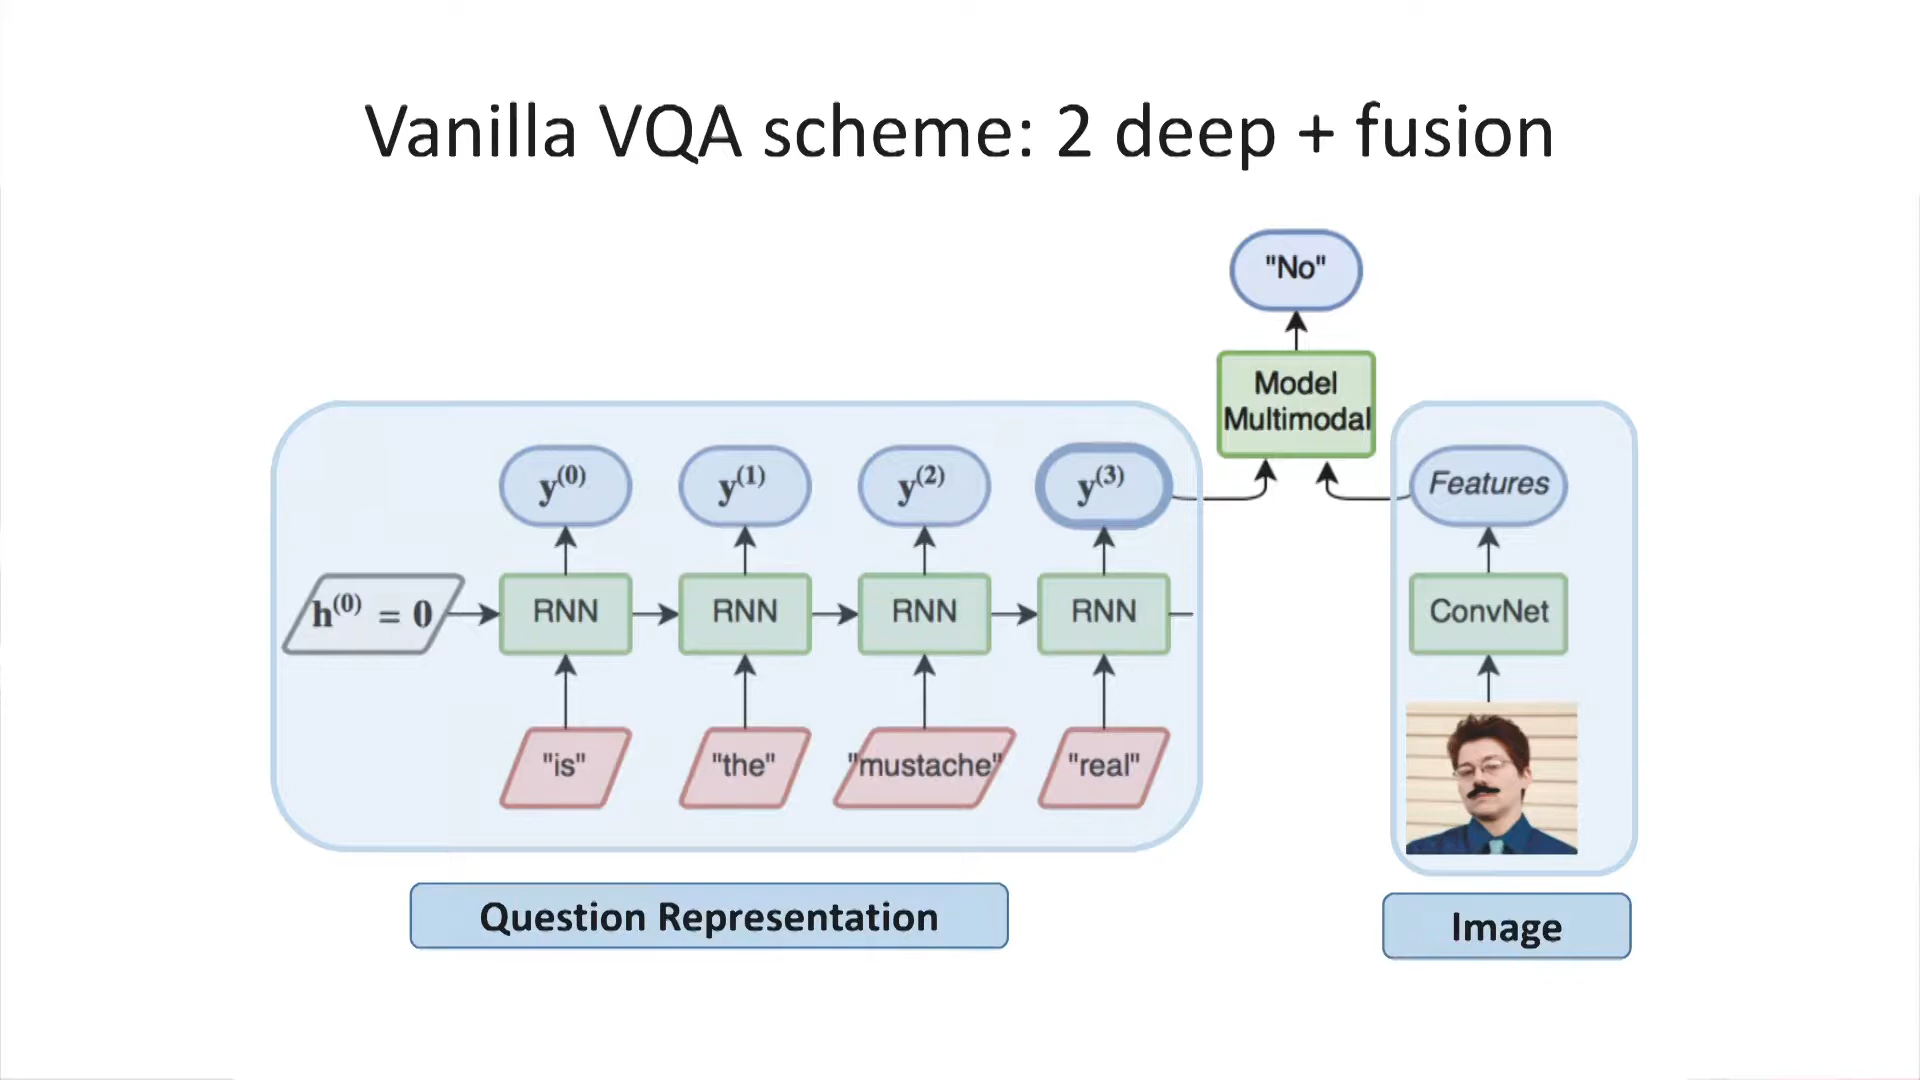 Vanilla VQA scheme: 2 deep + fusion
"No"
Model
Multimodal
y(0) y(1) y(2) y(3) Features
h(0) = 0 RNN RNN RNN RNN ConvNet
"is" "the" "mustache" "real"
Question Representation
Image